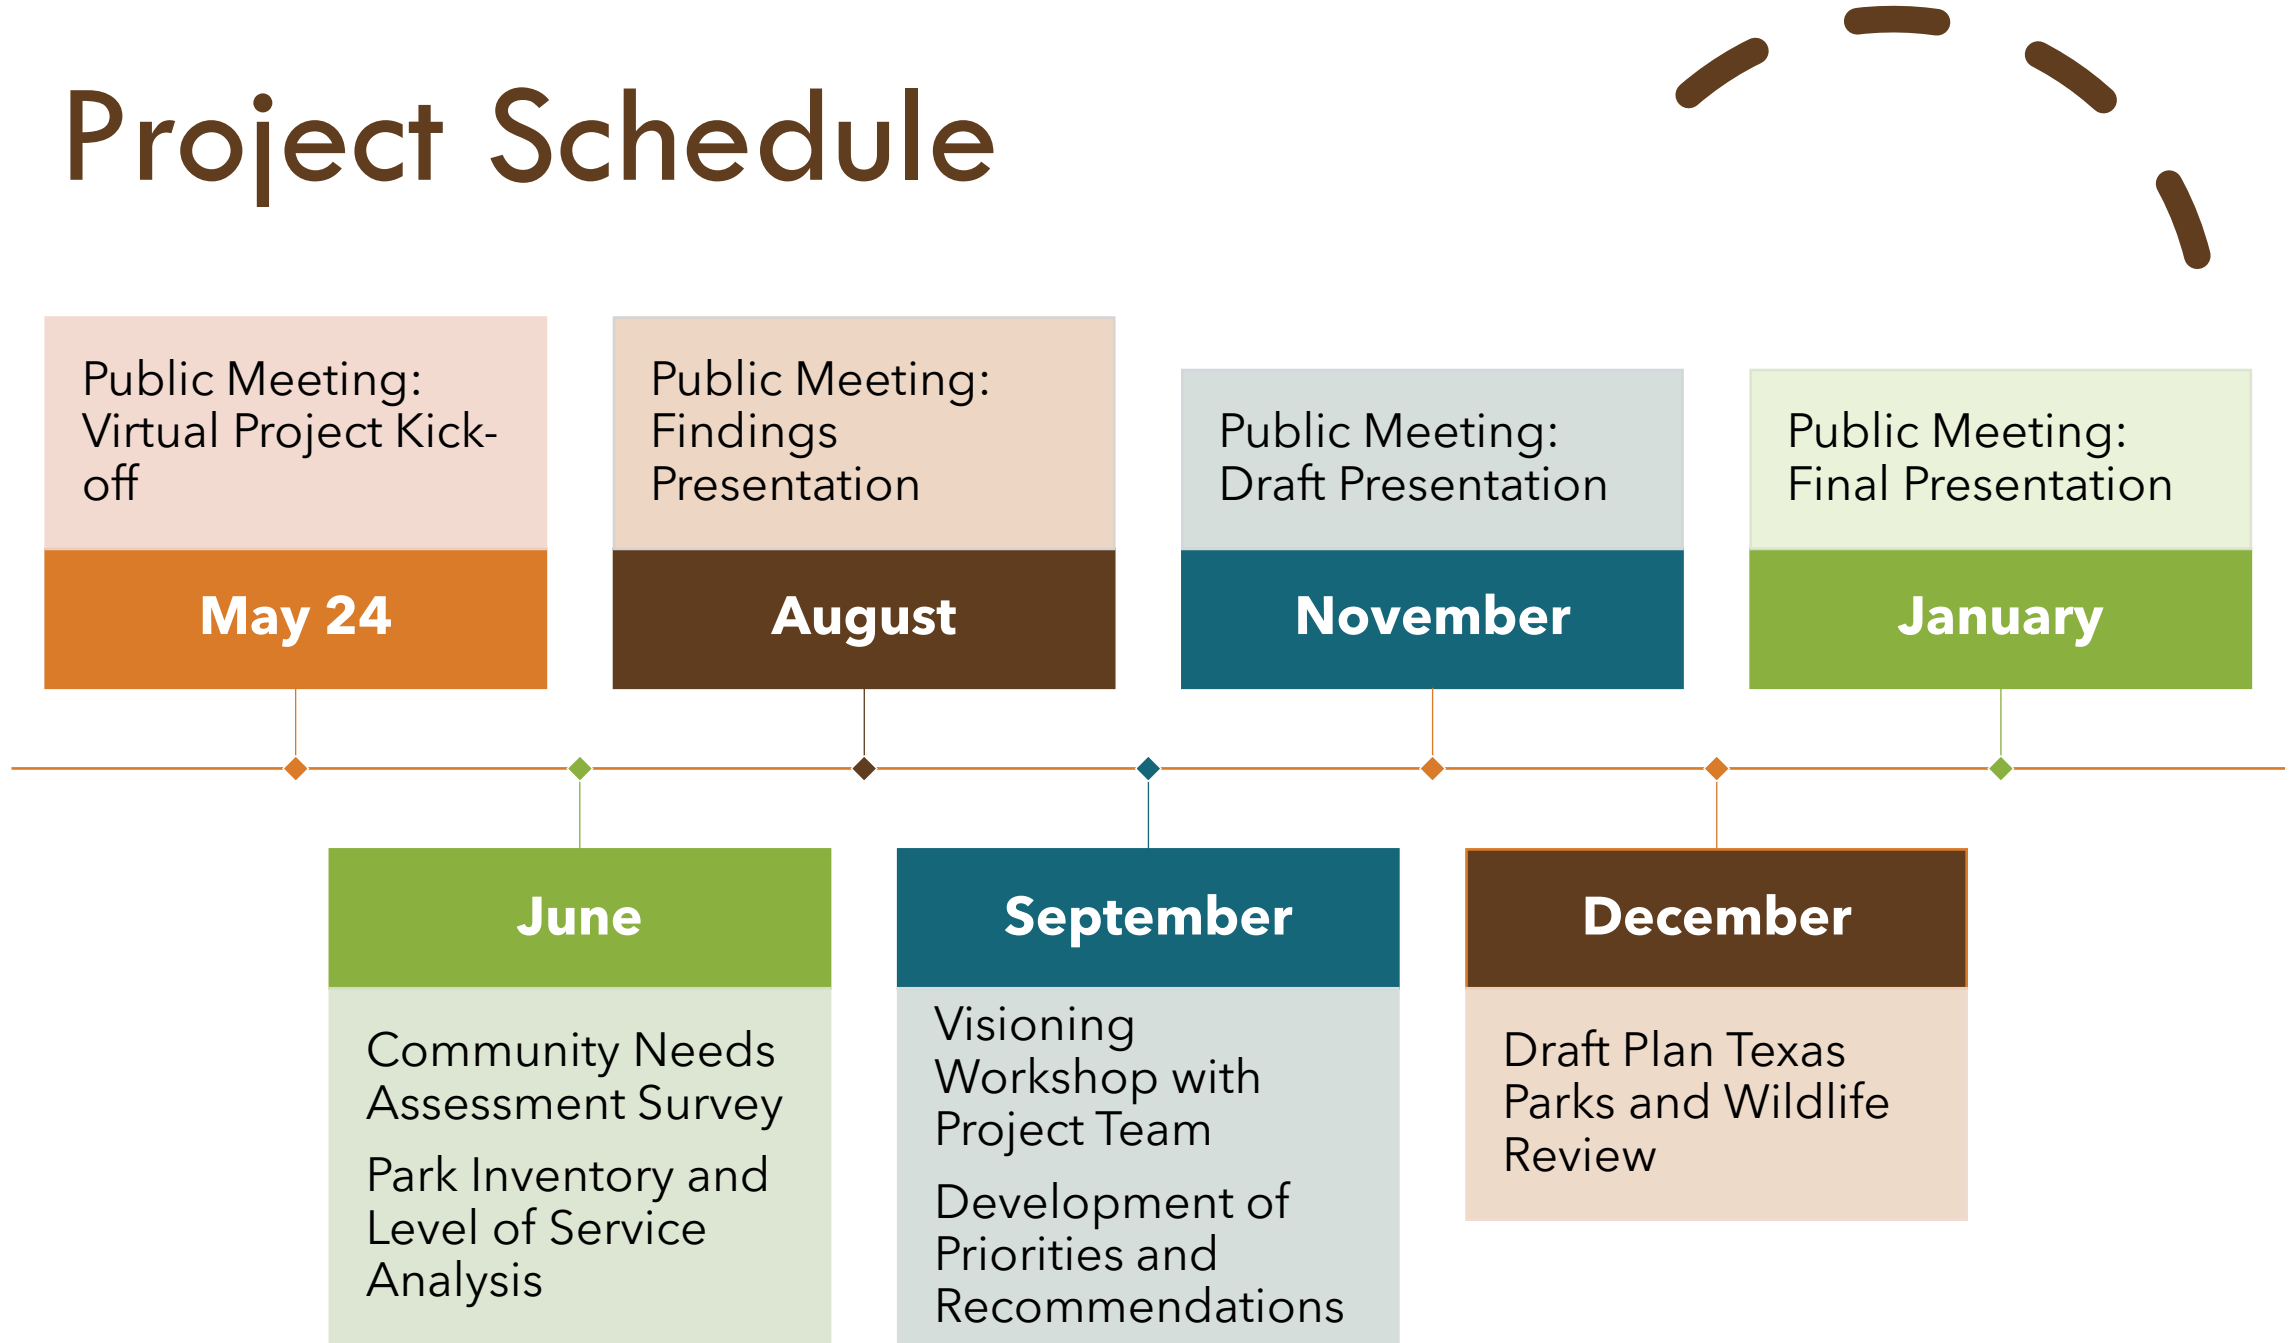 Project Schedule
Public Meeting:
Virtual Project Kick-
off
May 24
Public Meeting:
Findings
Presentation
August
Public Meeting:
Draft Presentation
November
Public Meeting:
Final Presentation
January
June
Community Needs
Assessment Survey
Park Inventory and
Level of Service
Analysis
September
Visioning
Workshop with
Project Team
Development of
Priorities and
Recommendations
December
Draft Plan Texas
Parks and Wildlife
Review